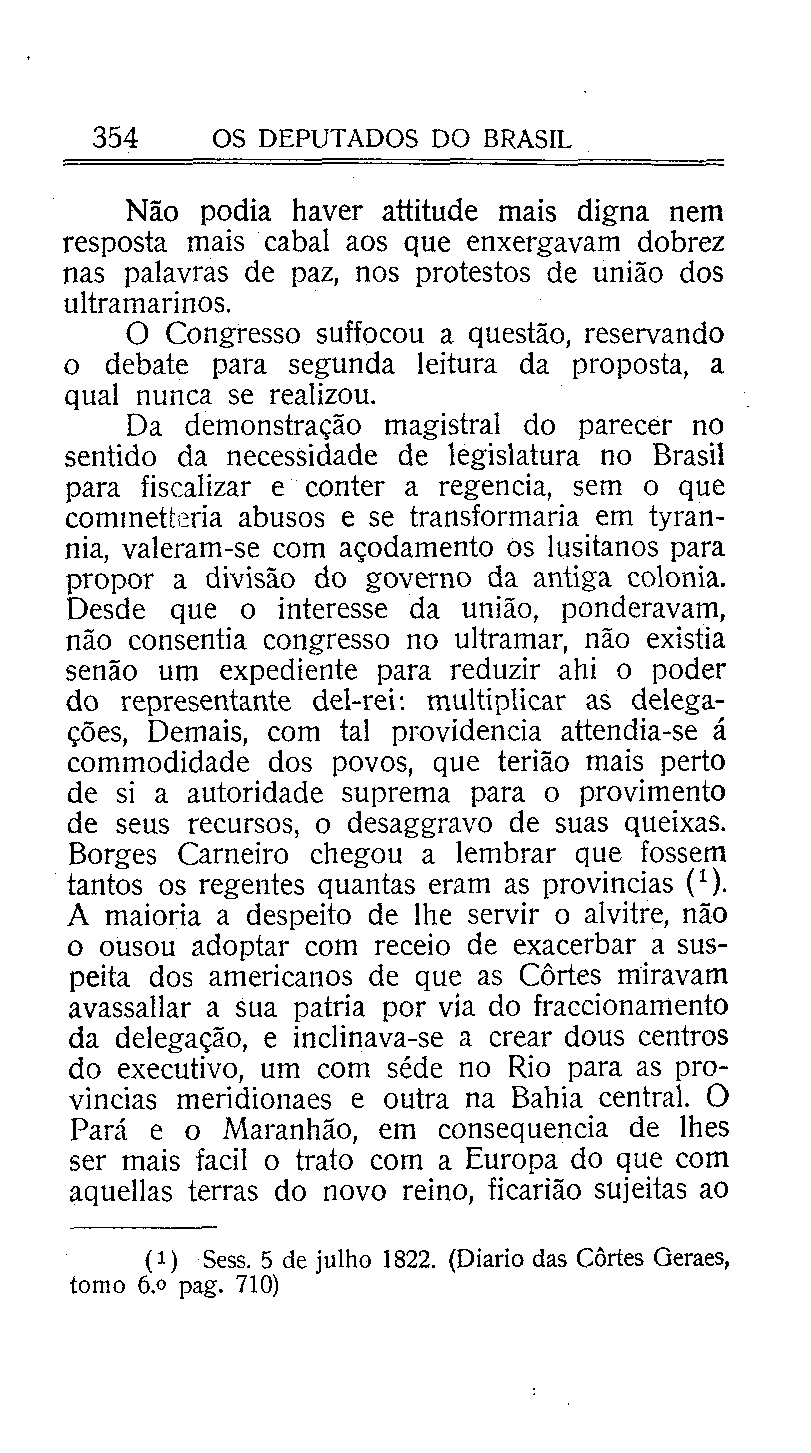 354 OS DEPUTADOS DO BRASIL
Não podia haver attitude mais digna nem
resposta mais cabal aos que enxergavam dobrez
nas palavras de paz, nos protestos de união dos
ultramarinos.
O Congresso suffocou a questão, reservando
o debate para segunda leitura da proposta, a
qual nunca se realizou.
Da demonstração magistral do parecer no
sentido da necessidade de legislatura no Brasil
para fiscalizar e conter a regencia, sem o que
commetteria abusos e se transformaria em tyran-
nia, valeram-se com açodamento os lusitanos para
propor a divisão do governo da antiga colonia.
Desde que o interesse da união, ponderavam,
não consentia congresso no ultramar, não existia
senão um expediente para reduzir ahi o poder
do representante del-rei: multiplicar as delega-
ções, Demais, com tal providencia attendia-se á
commodidade dos povos, que terião mais perto
de si a autoridade suprema para o provimento
de seus recursos, o desaggravo de suas queixas.
Borges Carneiro chegou a lembrar que fossem
tantos os regentes quantas eram as provincias (1).
A maioria a despeito de lhe servir o alvitre, não
o ousou adoptar com receio de exacerbar a sus-
peita dos americanos de que as Côrtes miravam
avassallar a sua patria por via do fraccionamento
da delegação, e inclinava-se a crear dous centros
do executivo, um com séde no Rio para as pro-
vincias meridionaes e outra na Bahia central. O
Pará e o Maranhão, em consequencia de lhes
ser mais facil o trato com a Europa do que com
aquellas terras do novo reino, ficarião sujeitas ao
(1) Sess. 5 de julho 1822. (Diario das Côrtes Geraes,
tomo 6.º pag. 710)